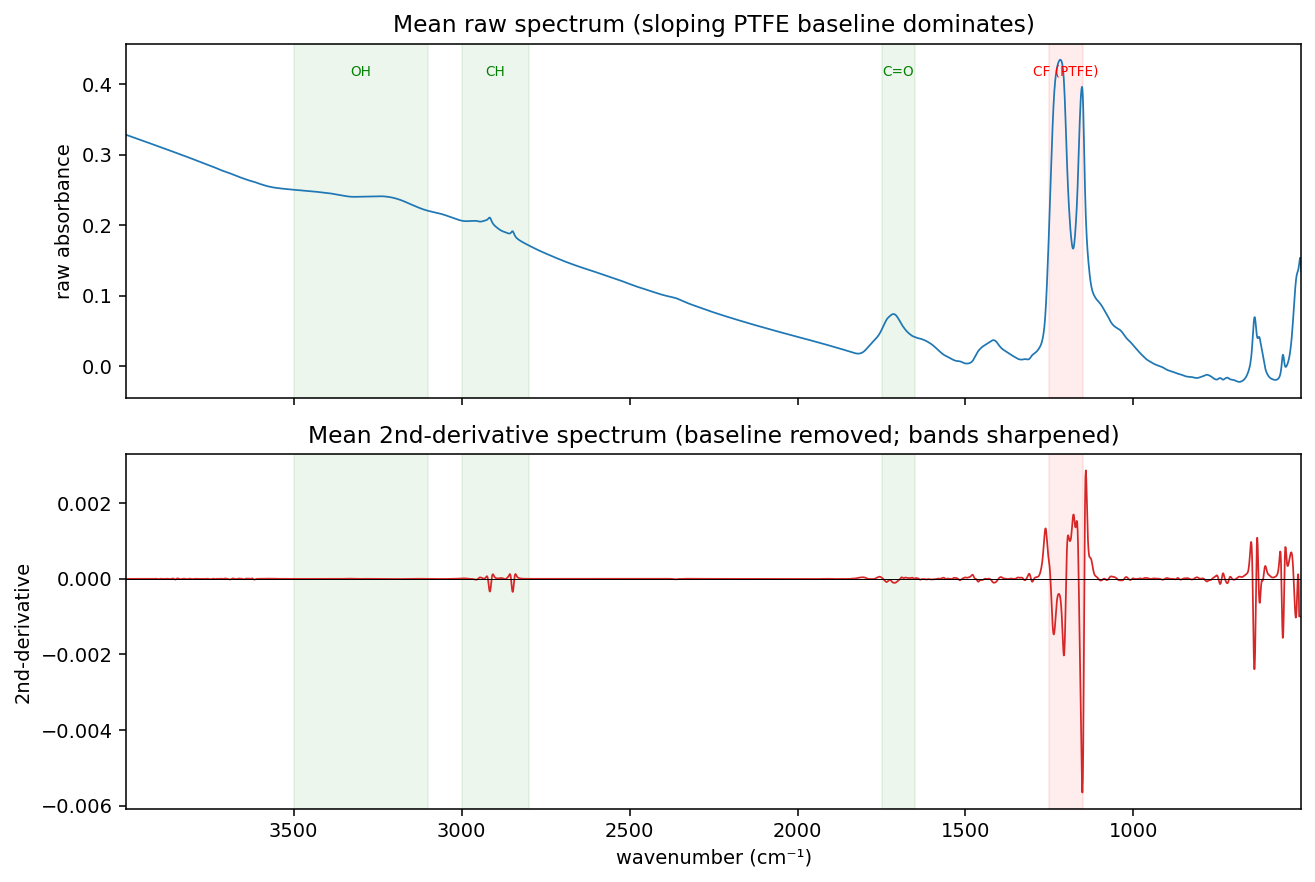 Mean raw spectrum (sloping PTFE baseline dominates)
OH
CH
C=O
CF (PTFE)
raw absorbance
0.4
0.3
0.2
0.1
0.0
Mean 2nd-derivative spectrum (baseline removed; bands sharpened)
2nd-derivative
0.002
0.000
−0.002
−0.004
−0.006
3500
3000
2500
2000
1500
1000
wavenumber (cm⁻¹)